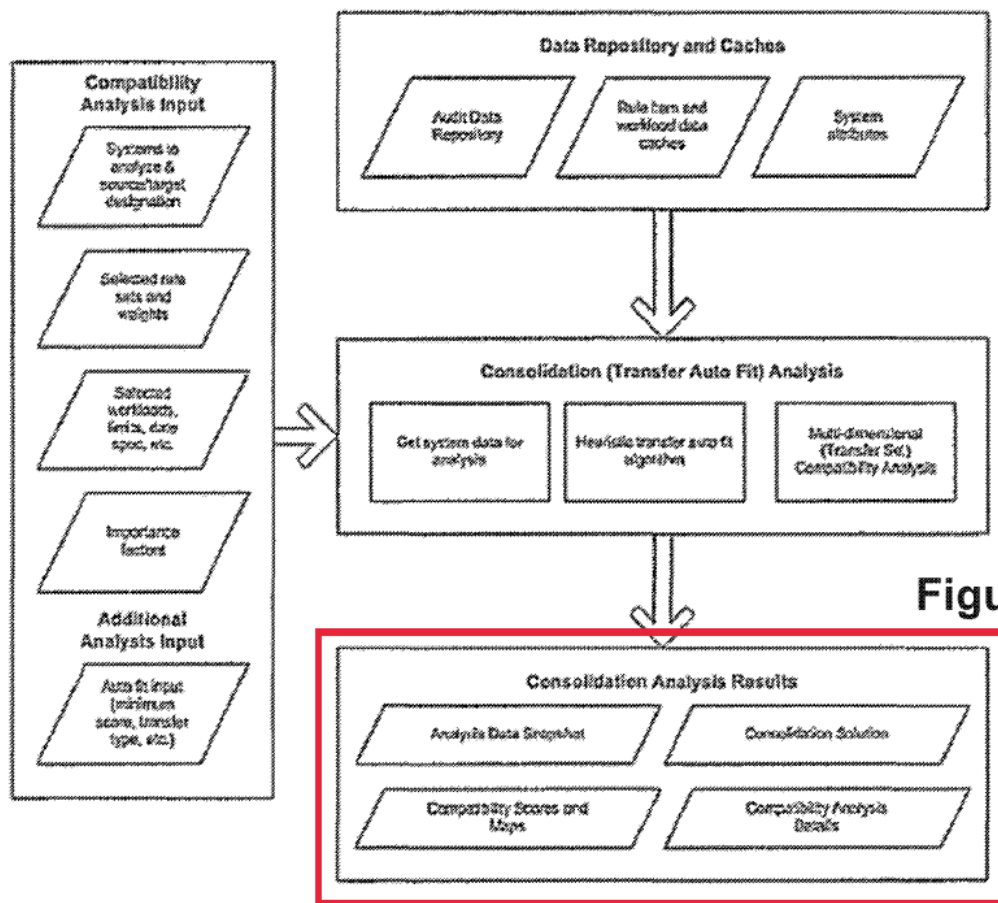 Data Repository and Caches
Audit Data
Repository
Rule item and
workload data
caches
System
attributes
Compatibility
Analysis Input
Systems to
analyze &
source/target
designation
Selected rule
sets and
weights
Selected
workloads,
limits, date
spec, etc.
Importance
factors
Additional
Analysis Input
Auto fit input
(minimum
score, transfer
type, etc.)
Consolidation (Transfer Auto Fit) Analysis
Get system data for
analysis
Heuristic transfer auto fit
algorithm
Multi-dimensional
(Transfer Set)
Compatibility Analysis
Figu
Consolidation Analysis Results
Analysis Data Snapshot
Consolidation Solution
Compatibility Scores and
Maps
Compatibility Analysis
Details